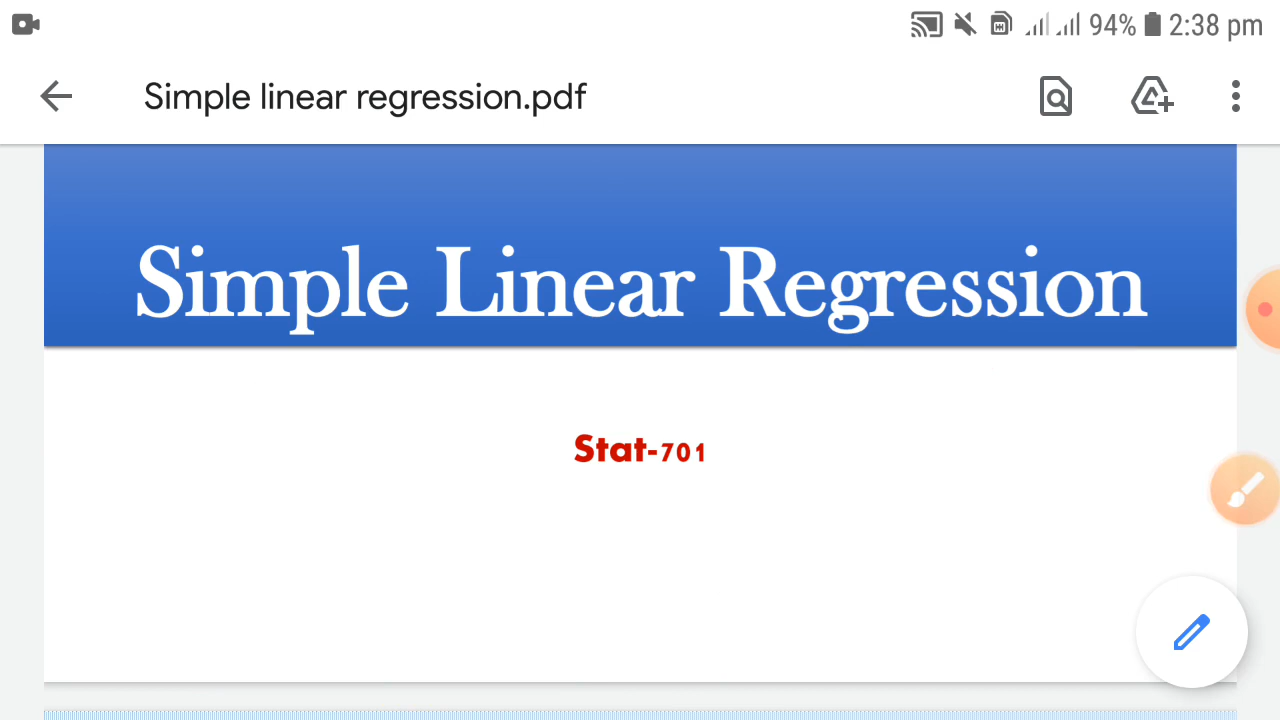 94% 2:38 pm
Simple linear regression.pdf
Simple Linear Regression
Stat-701